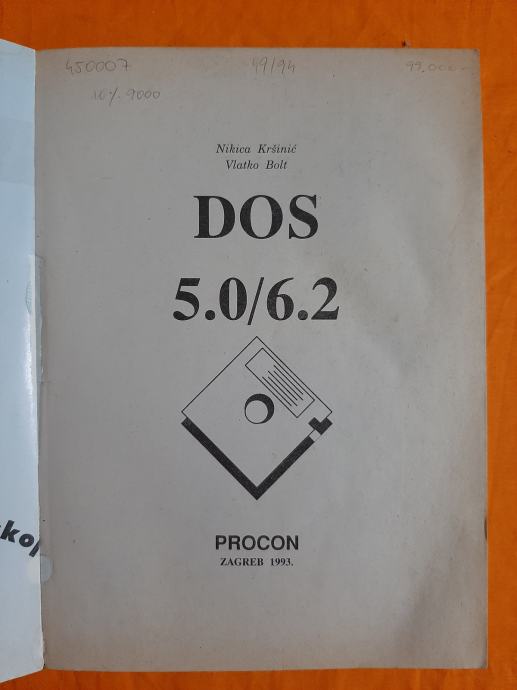 450007
49/94
99.000-
10% 9000
Nikica Kršinić
Vlatko Bolt
DOS
5.0/6.2
PROCON
ZAGREB 1993.